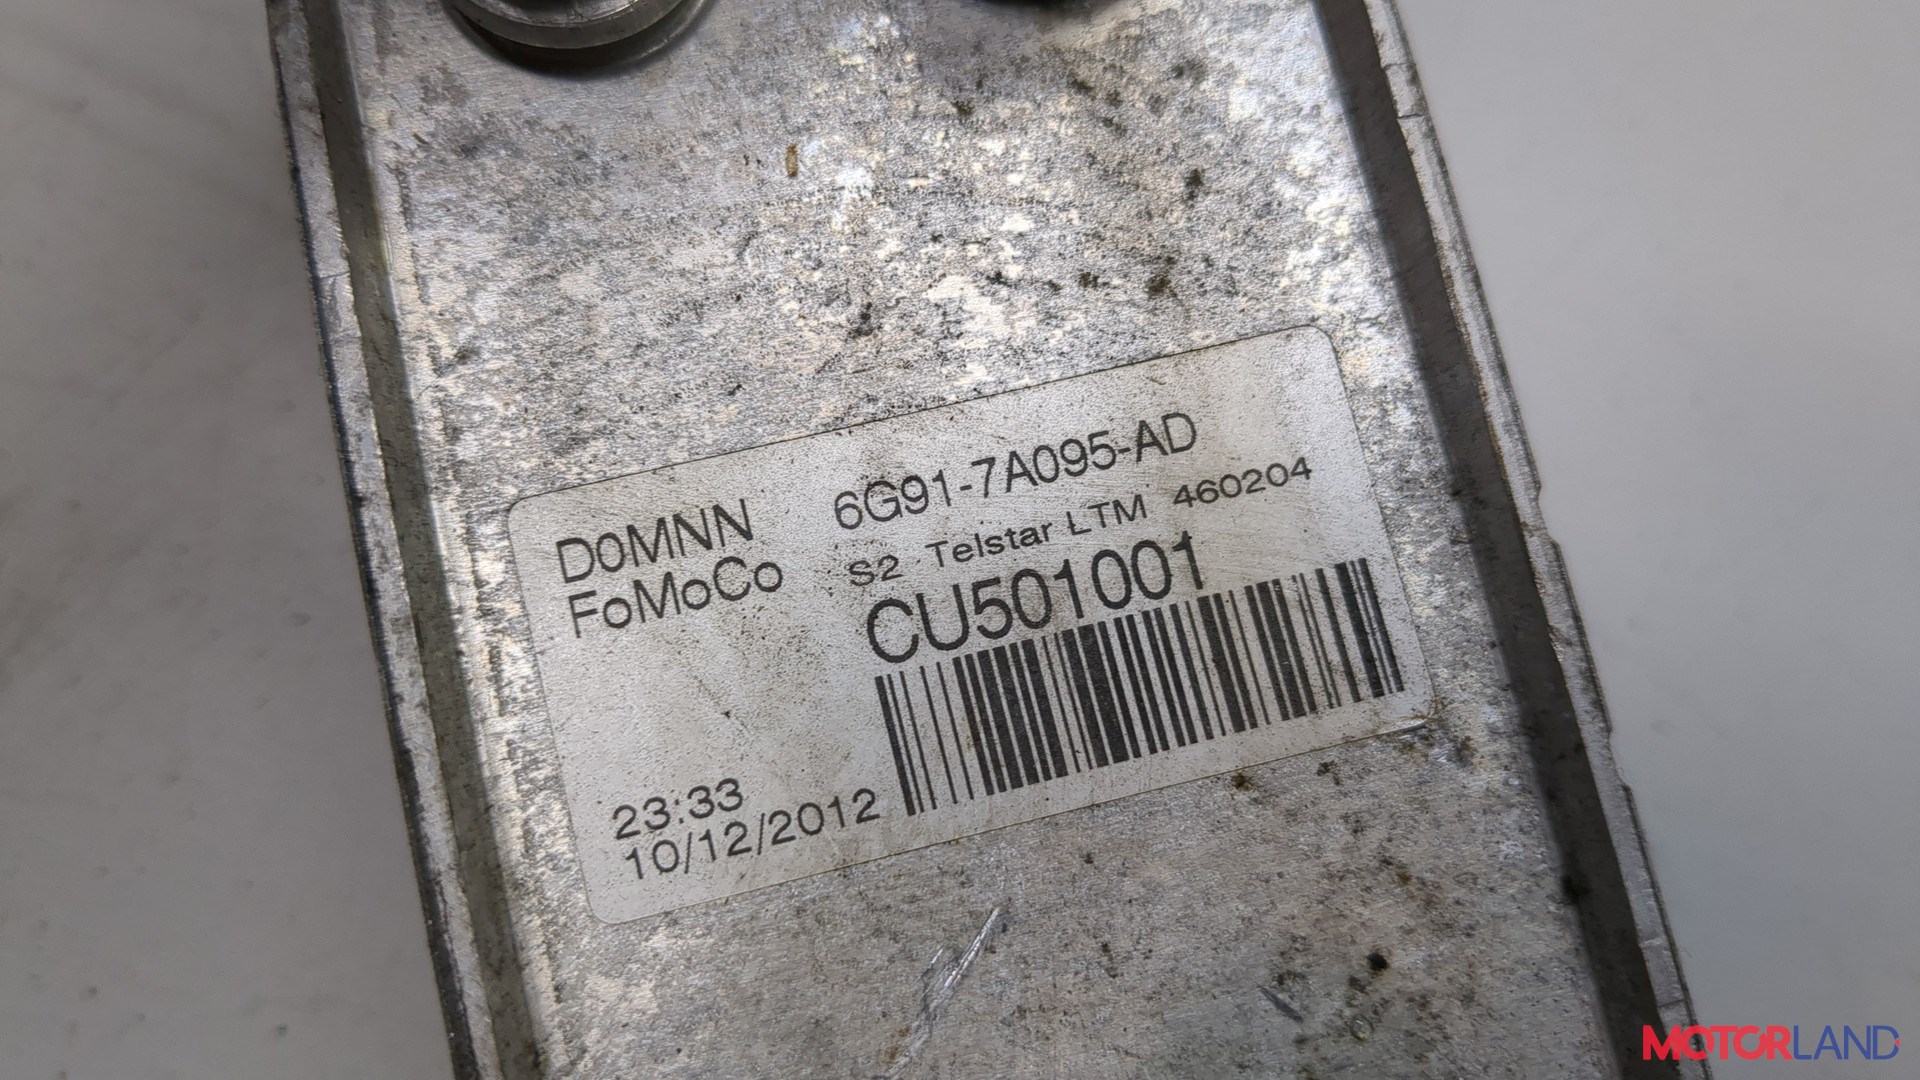 D0MNN 6G91-7A095-AD
FoMoCo S2 Telstar LTM 460204
CU501001
23:33
10/12/2012
MOTORLAND